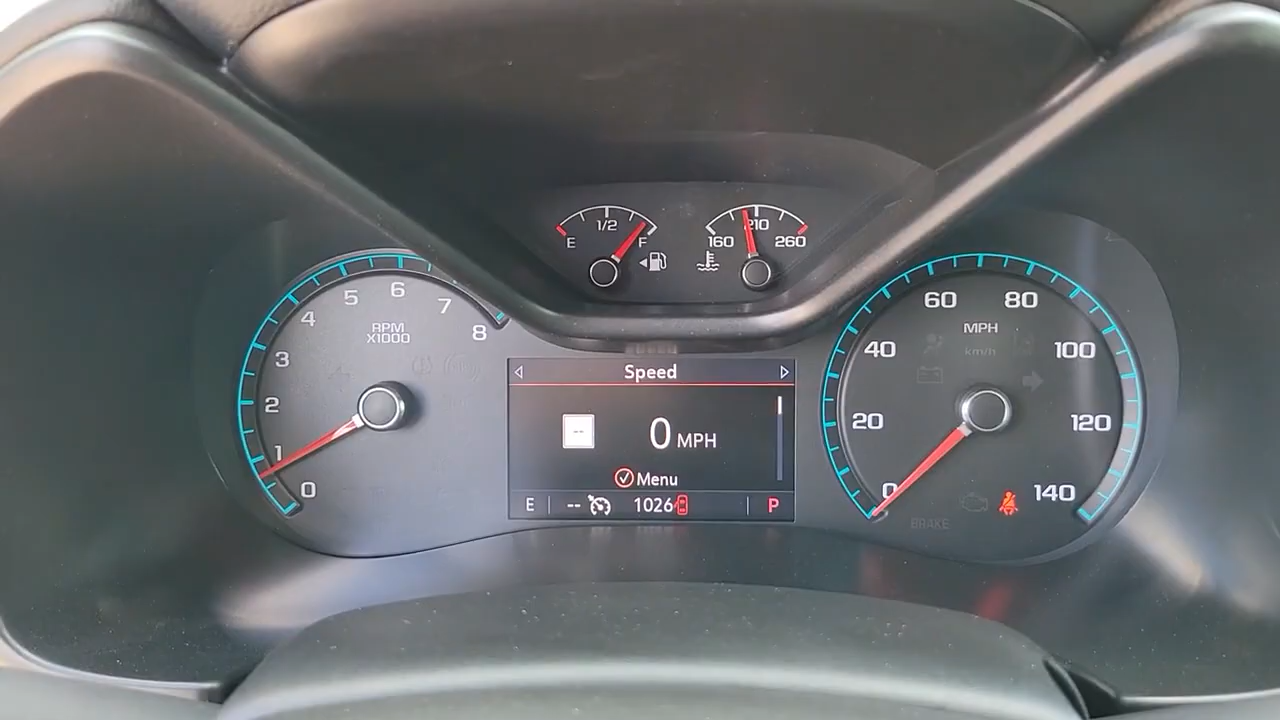 1/2
E F
210
160 260
0 1 2 3 4 5 6 7 8
RPM
X1000
Speed
--
0 MPH
Menu
E -- 1026 P
0 20 40 60 80 100 120 140
MPH
km/h
BRAKE